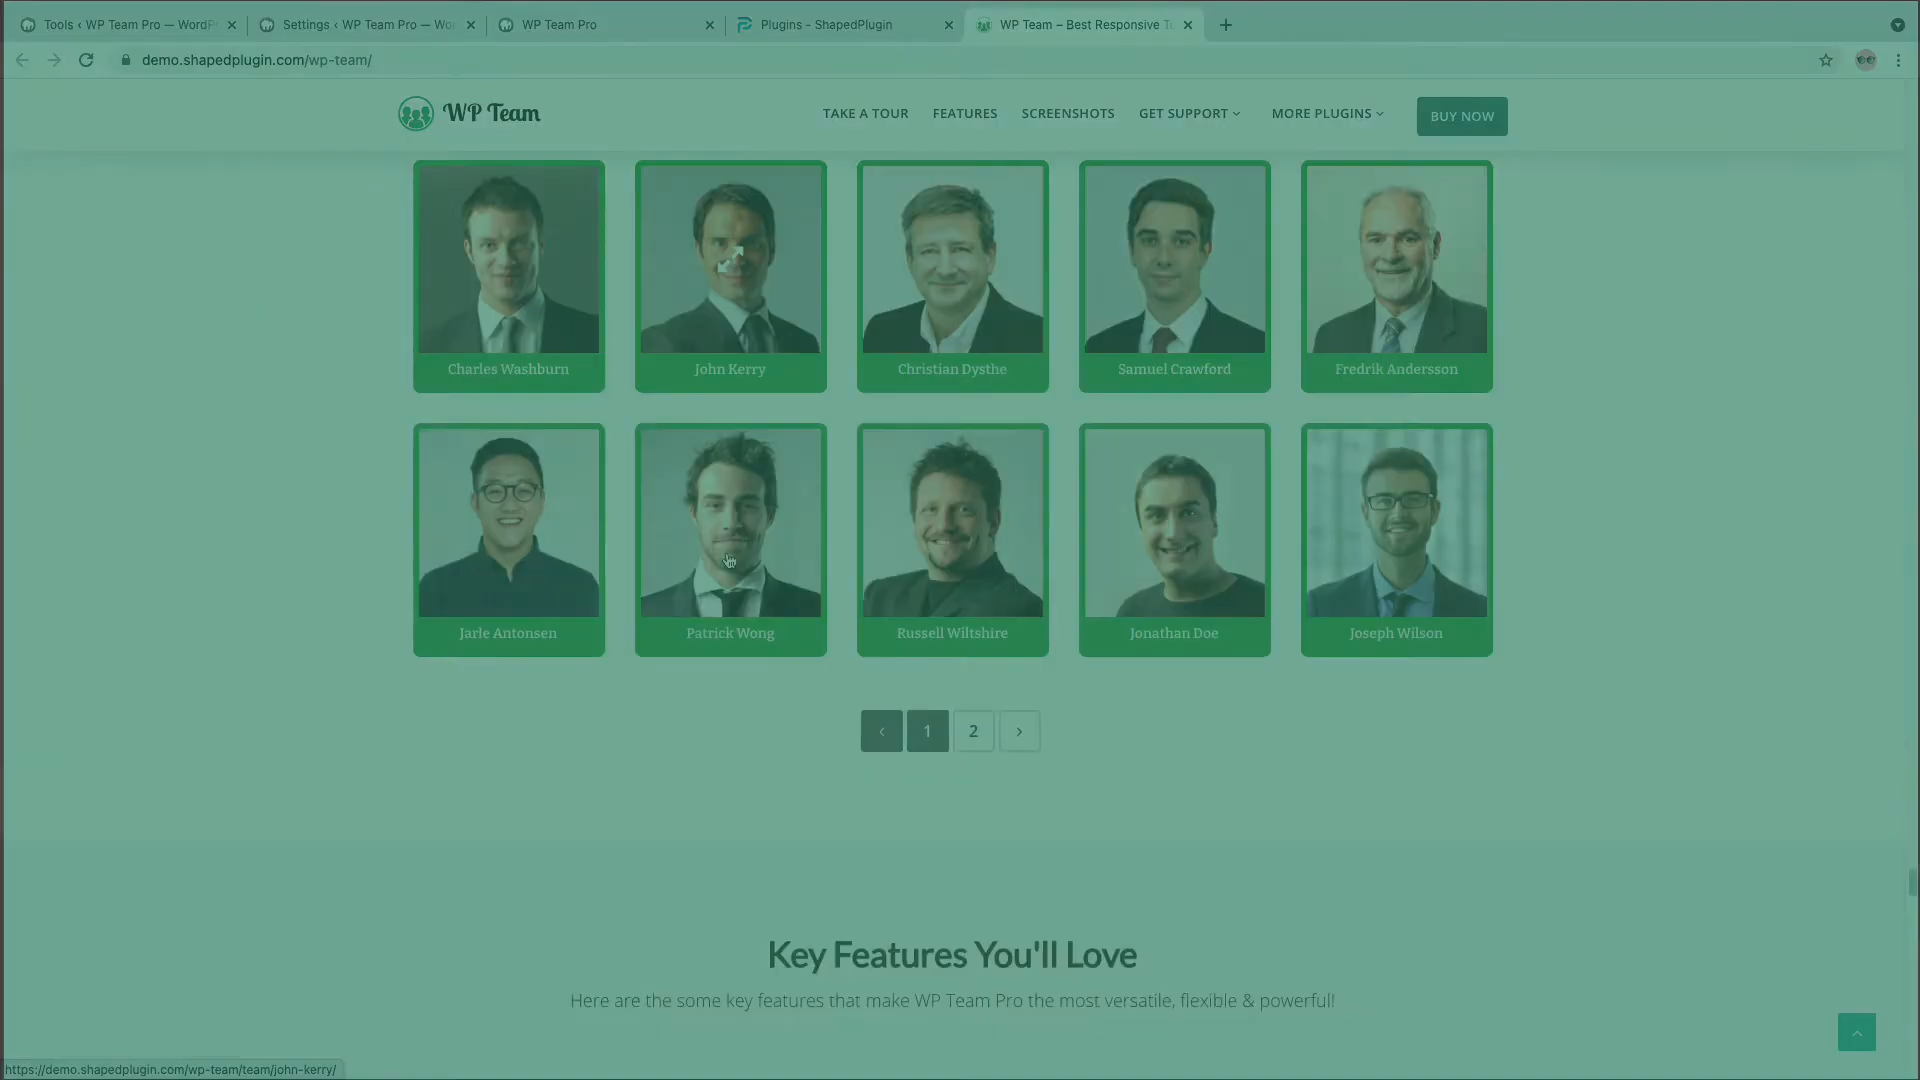 Tools ‹ WP Team Pro — WordP
Settings ‹ WP Team Pro — Wor
WP Team Pro
Plugins - ShapedPlugin
WP Team – Best Responsive T
demo.shapedplugin.com/wp-team/
WP Team
TAKE A TOUR
FEATURES
SCREENSHOTS
GET SUPPORT
MORE PLUGINS
BUY NOW
Charles Washburn
John Kerry
Christian Dysthe
Samuel Crawford
Fredrik Andersson
Jarle Antonsen
Patrick Wong
Russell Wiltshire
Jonathan Doe
Joseph Wilson
‹ 1 2 ›
Key Features You'll Love
Here are the some key features that make WP Team Pro the most versatile, flexible & powerful!
https://demo.shapedplugin.com/wp-team/team/john-kerry/